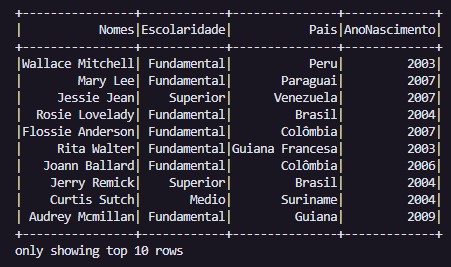 +----------------+------------+--------------+-------------+
|           Nomes|Escolaridade|          Pais|AnoNascimento|
+----------------+------------+--------------+-------------+
|Wallace Mitchell| Fundamental|          Peru|         2003|
|        Mary Lee| Fundamental|      Paraguai|         2007|
|     Jessie Jean|    Superior|     Venezuela|         2007|
|   Rosie Lovelady| Fundamental|        Brasil|         2004|
|Flossie Anderson| Fundamental|      Colômbia|         2007|
|     Rita Walter| Fundamental|Guiana Francesa|         2003|
|   Joann Ballard| Fundamental|      Colômbia|         2006|
|    Jerry Remick|    Superior|        Brasil|         2004|
|    Curtis Sutch|       Medio|      Suriname|         2004|
| Audrey Mcmillan| Fundamental|        Guiana|         2009|
+----------------+------------+--------------+-------------+
only showing top 10 rows